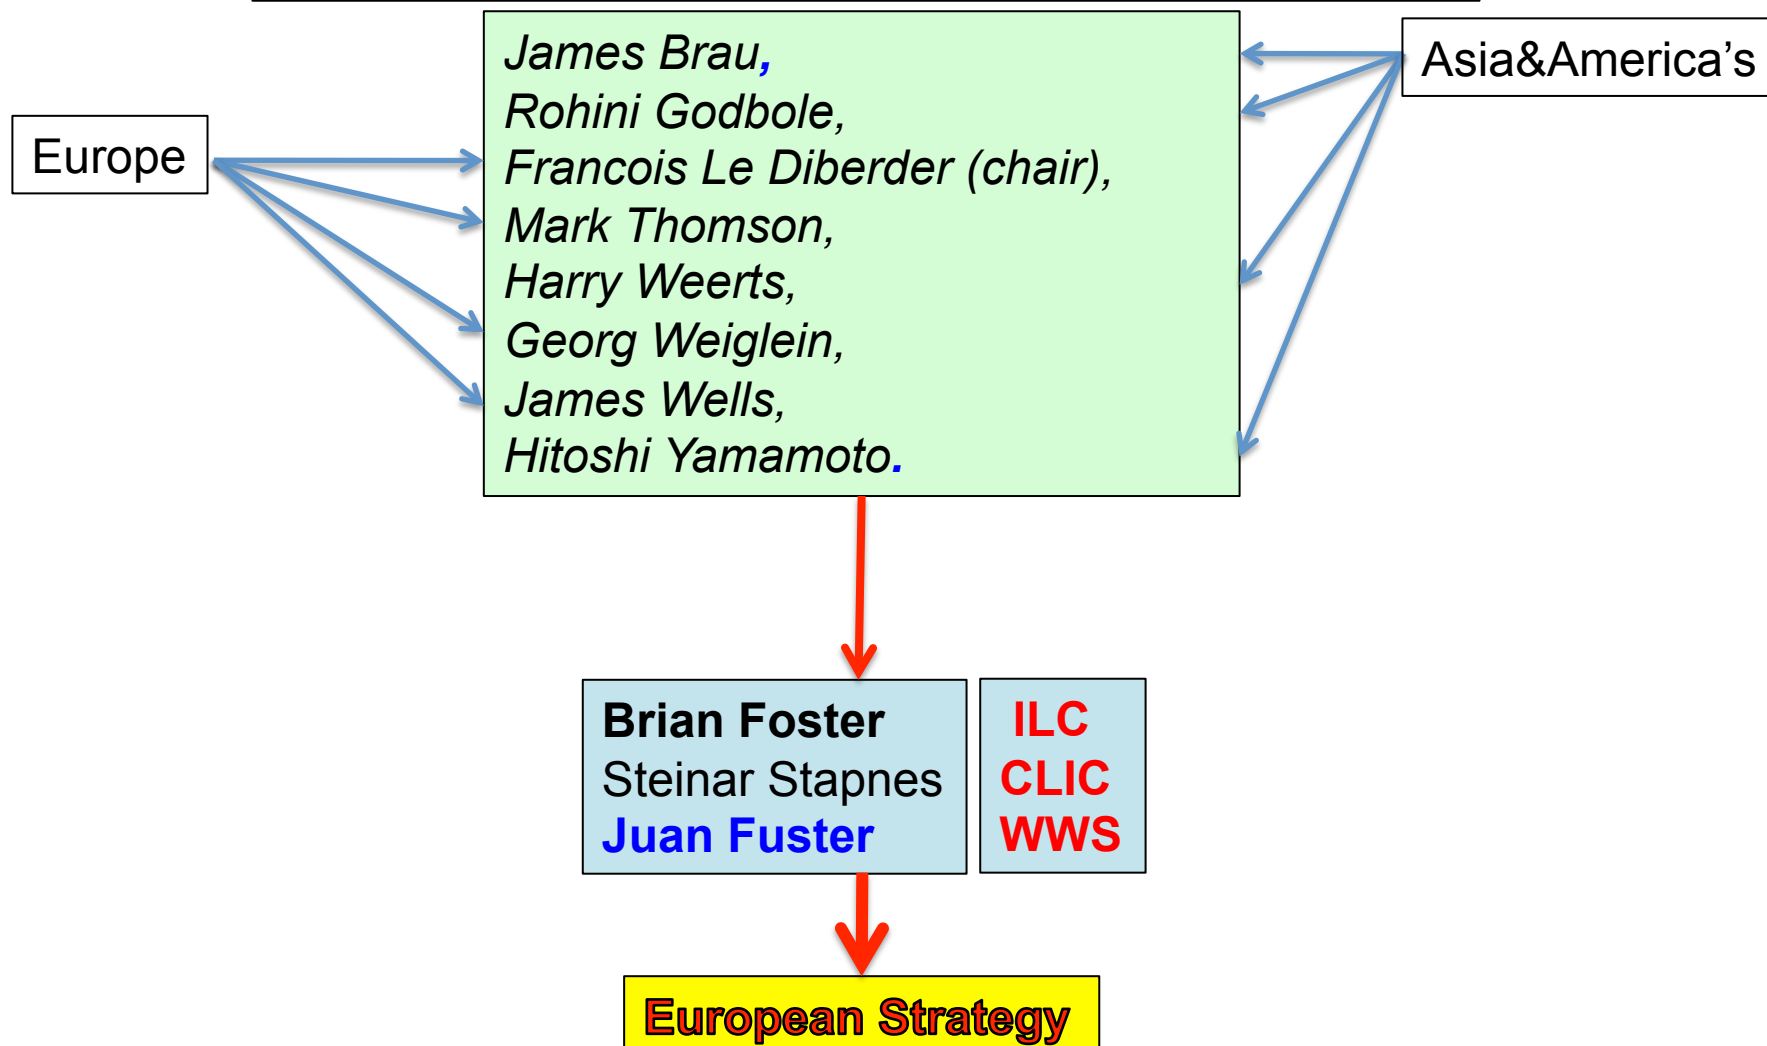 James Brau,
Rohini Godbole,
Francois Le Diberder (chair),
Mark Thomson,
Harry Weerts,
Georg Weiglein,
James Wells,
Hitoshi Yamamoto.
Asia&America's
Europe
Brian Foster
Steinar Stapnes
Juan Fuster
ILC
CLIC
WWS
European Strategy